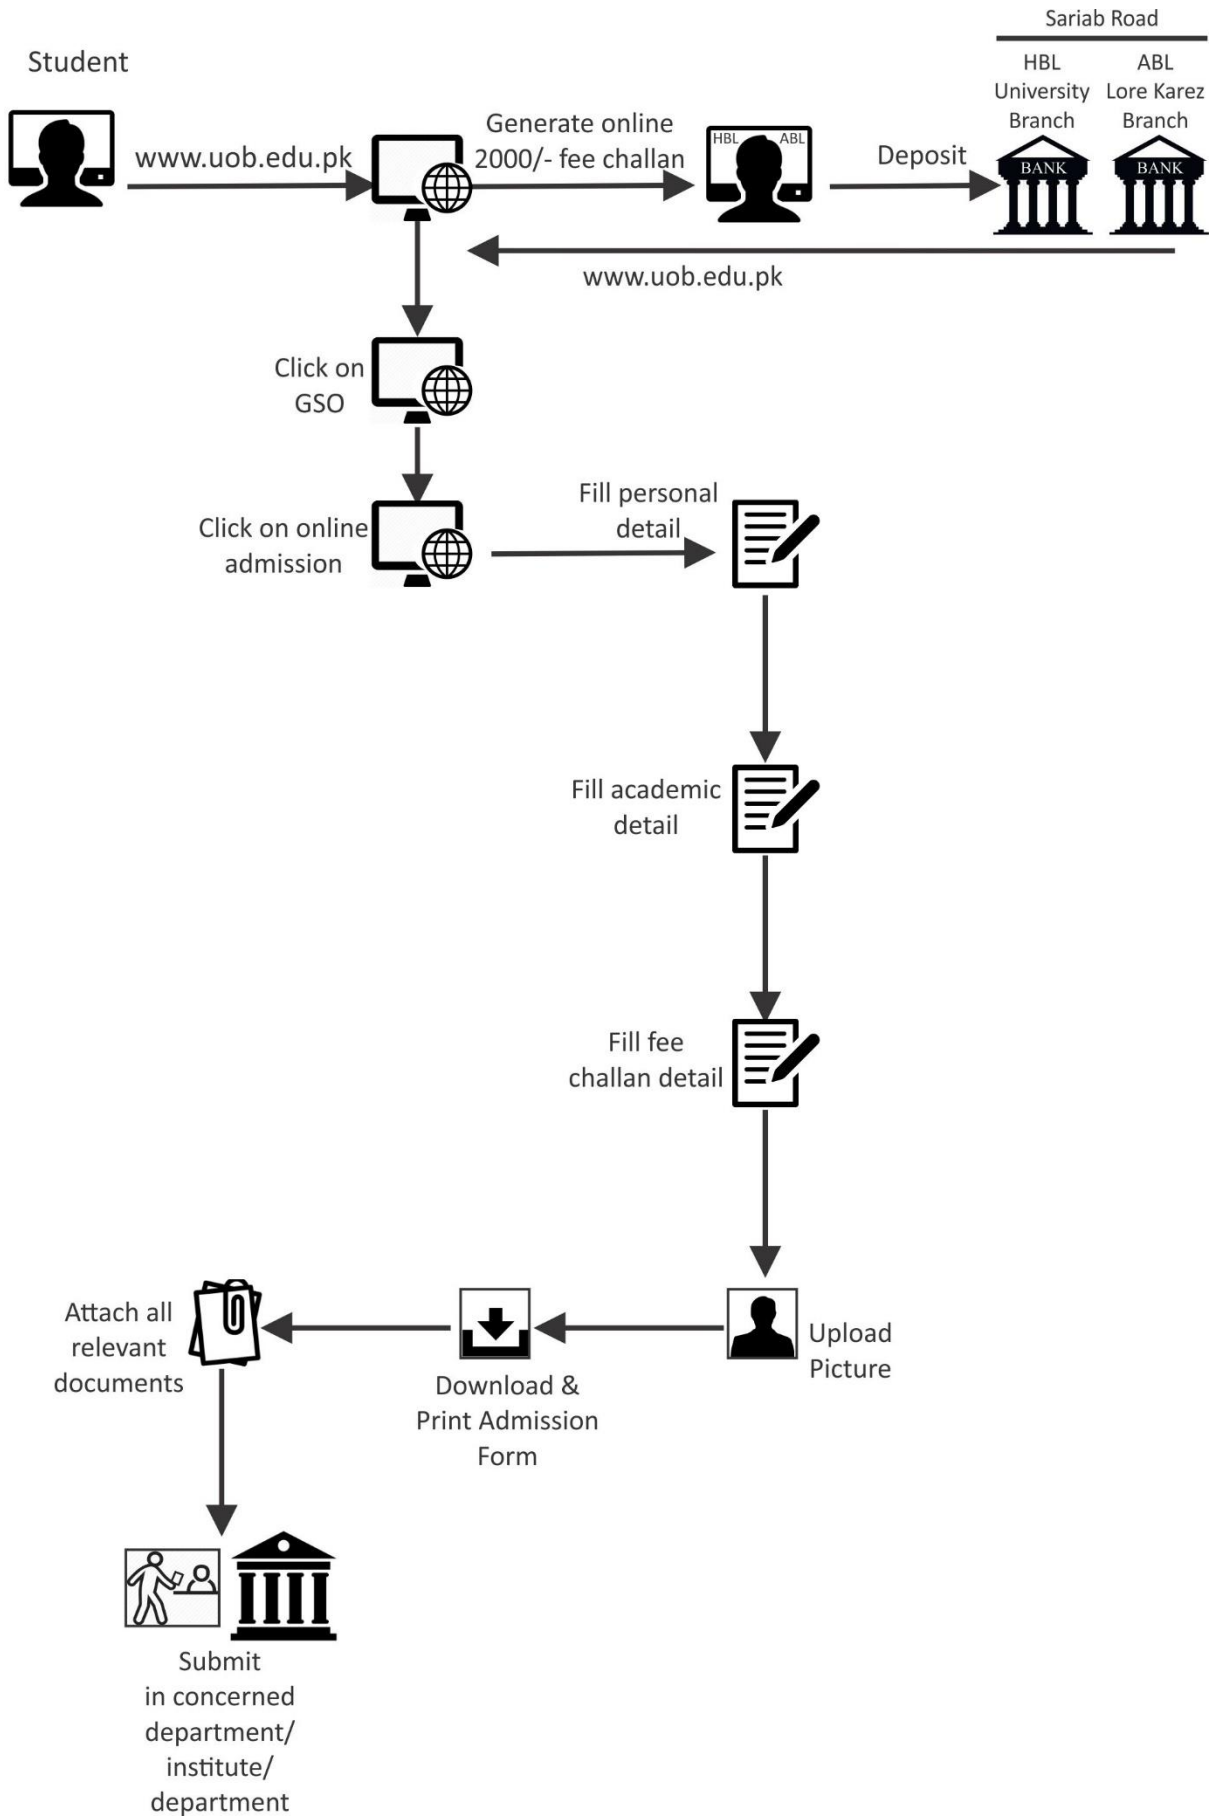 Sariab Road
Student
HBL
University
Branch
ABL
Lore Karez
Branch
www.uob.edu.pk
Generate online
2000/- fee challan
HBL
ABL
Deposit
BANK
BANK
www.uob.edu.pk
Click on
GSO
Click on online
admission
Fill personal
detail
Fill academic
detail
Fill fee
challan detail
Upload
Picture
Download &
Print Admission
Form
Attach all
relevant
documents
Submit
in concerned
department/
institute/
department